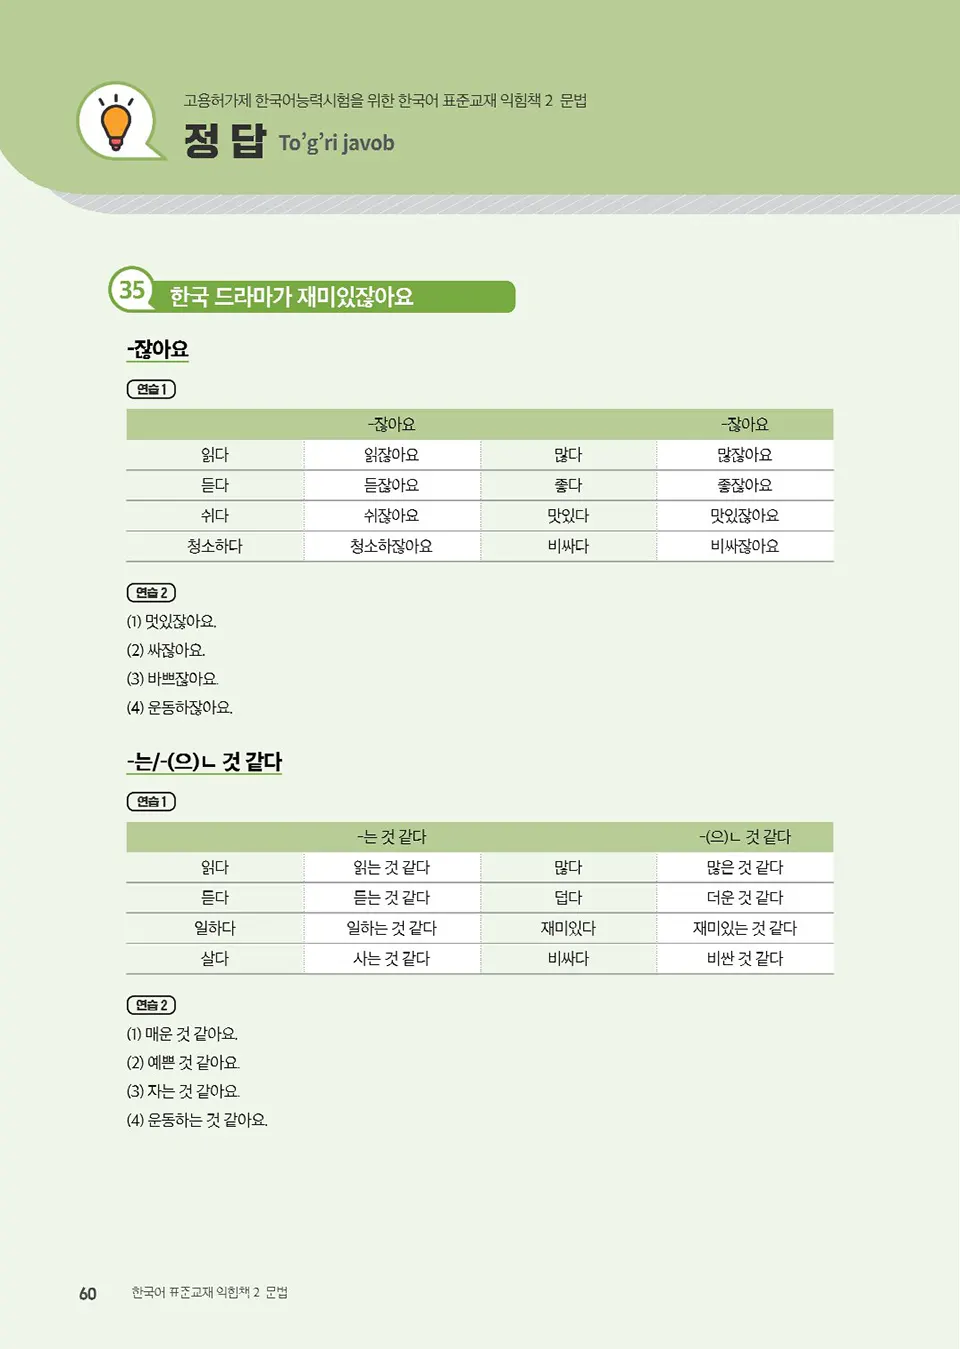 고용허가제 한국어능력시험을 위한 한국어 표준교재 익힘책 2 문법
정답 To'g'ri javob
35 한국 드라마가 재미있잖아요
-잖아요
연습 1
-잖아요 -잖아요
읽다 읽잖아요 많다 많잖아요
듣다 듣잖아요 좋다 좋잖아요
쉬다 쉬잖아요 맛있다 맛있잖아요
청소하다 청소하잖아요 비싸다 비싸잖아요
연습 2
(1) 멋있잖아요.
(2) 싸잖아요.
(3) 바쁘잖아요.
(4) 운동하잖아요.
-는/-(으)ㄴ 것 같다
연습 1
-는 것 같다 -(으)ㄴ 것 같다
읽다 읽는 것 같다 많다 많은 것 같다
듣다 듣는 것 같다 덥다 더운 것 같다
일하다 일하는 것 같다 재미있다 재미있는 것 같다
살다 사는 것 같다 비싸다 비싼 것 같다
연습 2
(1) 매운 것 같아요.
(2) 예쁜 것 같아요.
(3) 자는 것 같아요.
(4) 운동하는 것 같아요.
60 한국어 표준교재 익힘책 2 문법